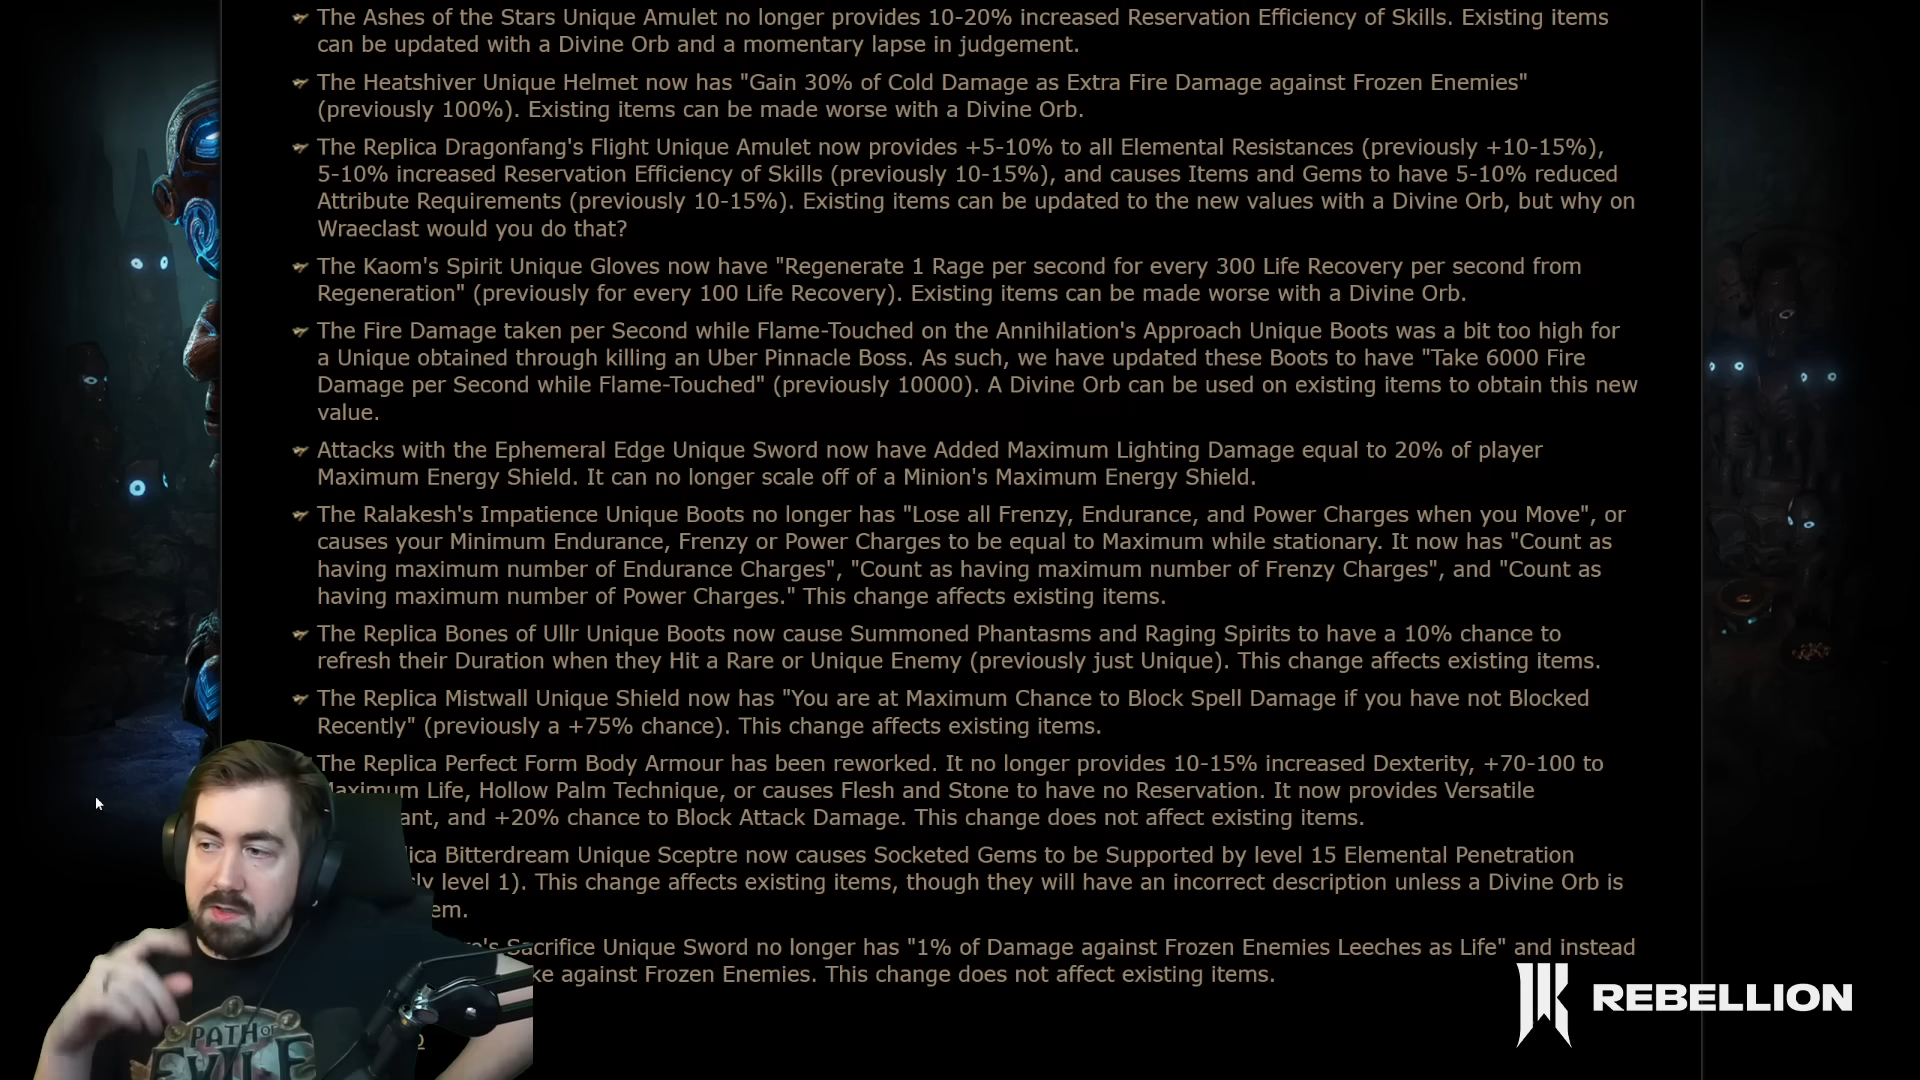 The Ashes of the Stars Unique Amulet no longer provides 10-20% increased Reservation Efficiency of Skills. Existing items
can be updated with a Divine Orb and a momentary lapse in judgement.
The Heatshiver Unique Helmet now has "Gain 30% of Cold Damage as Extra Fire Damage against Frozen Enemies"
(previously 100%). Existing items can be made worse with a Divine Orb.
The Replica Dragonfang's Flight Unique Amulet now provides +5-10% to all Elemental Resistances (previously +10-15%),
5-10% increased Reservation Efficiency of Skills (previously 10-15%), and causes Items and Gems to have 5-10% reduced
Attribute Requirements (previously 10-15%). Existing items can be updated to the new values with a Divine Orb, but why on
Wraeclast would you do that?
The Kaom's Spirit Unique Gloves now have "Regenerate 1 Rage per second for every 300 Life Recovery per second from
Regeneration" (previously for every 100 Life Recovery). Existing items can be made worse with a Divine Orb.
The Fire Damage taken per Second while Flame-Touched on the Annihilation's Approach Unique Boots was a bit too high for
a Unique obtained through killing an Uber Pinnacle Boss. As such, we have updated these Boots to have "Take 6000 Fire
Damage per Second while Flame-Touched" (previously 10000). A Divine Orb can be used on existing items to obtain this new
value.
Attacks with the Ephemeral Edge Unique Sword now have Added Maximum Lighting Damage equal to 20% of player
Maximum Energy Shield. It can no longer scale off of a Minion's Maximum Energy Shield.
The Ralakesh's Impatience Unique Boots no longer has "Lose all Frenzy, Endurance, and Power Charges when you Move", or
causes your Minimum Endurance, Frenzy or Power Charges to be equal to Maximum while stationary. It now has "Count as
having maximum number of Endurance Charges", "Count as having maximum number of Frenzy Charges", and "Count as
having maximum number of Power Charges." This change affects existing items.
The Replica Bones of Ullr Unique Boots now cause Summoned Phantasms and Raging Spirits to have a 10% chance to
refresh their Duration when they Hit a Rare or Unique Enemy (previously just Unique). This change affects existing items.
The Replica Mistwall Unique Shield now has "You are at Maximum Chance to Block Spell Damage if you have not Blocked
Recently" (previously a +75% chance). This change affects existing items.
The Replica Perfect Form Body Armour has been reworked. It no longer provides 10-15% increased Dexterity, +70-100 to
Maximum Life, Hollow Palm Technique, or causes Flesh and Stone to have no Reservation. It now provides Versatile
and +20% chance to Block Attack Damage. This change does not affect existing items.
Bitterdream Unique Sceptre now causes Socketed Gems to be Supported by level 15 Elemental Penetration
level 1). This change affects existing items, though they will have an incorrect description unless a Divine Orb is
Sacrifice Unique Sword no longer has "1% of Damage against Frozen Enemies Leeches as Life" and instead
against Frozen Enemies. This change does not affect existing items.
REBELLION
PATH OF
EXILE